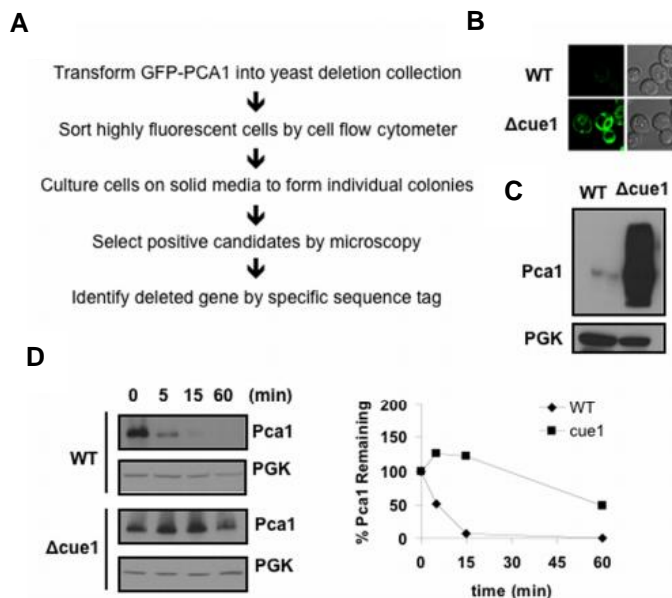 A
Transform GFP-PCA1 into yeast deletion collection
Sort highly fluorescent cells by cell flow cytometer
Culture cells on solid media to form individual colonies
Select positive candidates by microscopy
Identify deleted gene by specific sequence tag
B
WT
Δcue1
C
WT Δcue1
Pca1
PGK
D
0 5 15 60 (min)
WT
Pca1
PGK
Δcue1
Pca1
PGK
WT
cue1
% Pca1 Remaining
200
150
100
50
0
0 15 30 45 60
time (min)